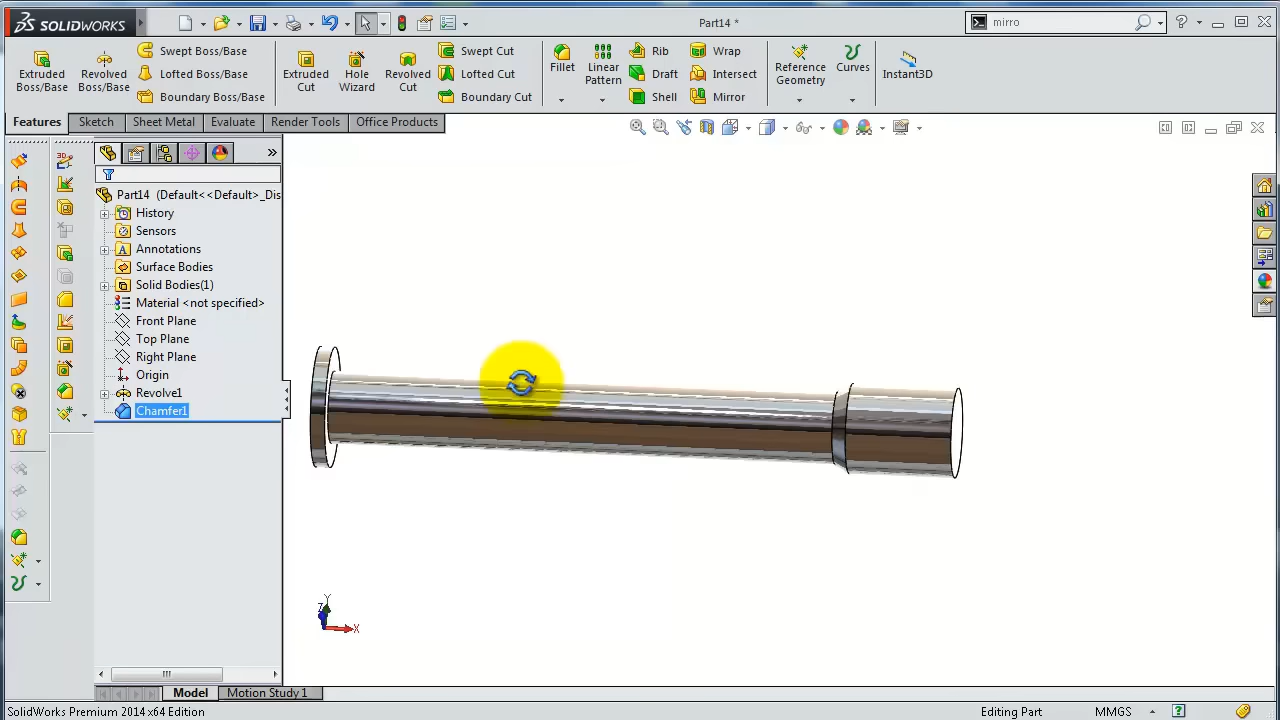 SOLIDWORKS
Part14 *
mirro
Extruded Boss/Base
Revolved Boss/Base
Swept Boss/Base
Lofted Boss/Base
Boundary Boss/Base
Extruded Cut
Hole Wizard
Revolved Cut
Swept Cut
Lofted Cut
Boundary Cut
Fillet
Linear Pattern
Rib
Draft
Shell
Wrap
Intersect
Mirror
Reference Geometry
Curves
Instant3D
Features
Sketch
Sheet Metal
Evaluate
Render Tools
Office Products
Part14 (Default<<Default>_Dis
History
Sensors
Annotations
Surface Bodies
Solid Bodies(1)
Material <not specified>
Front Plane
Top Plane
Right Plane
Origin
Revolve1
Chamfer1
Y
Z
X
Model
Motion Study 1
SolidWorks Premium 2014 x64 Edition
Editing Part
MMGS